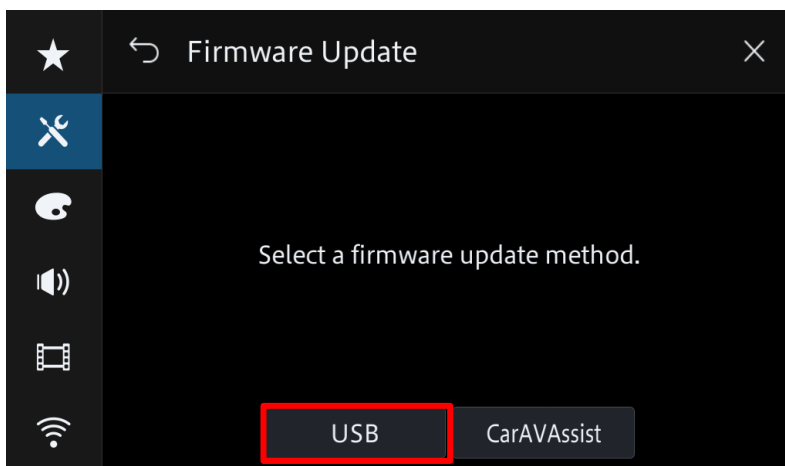 Firmware Update
Select a firmware update method.
USB
CarAVAssist